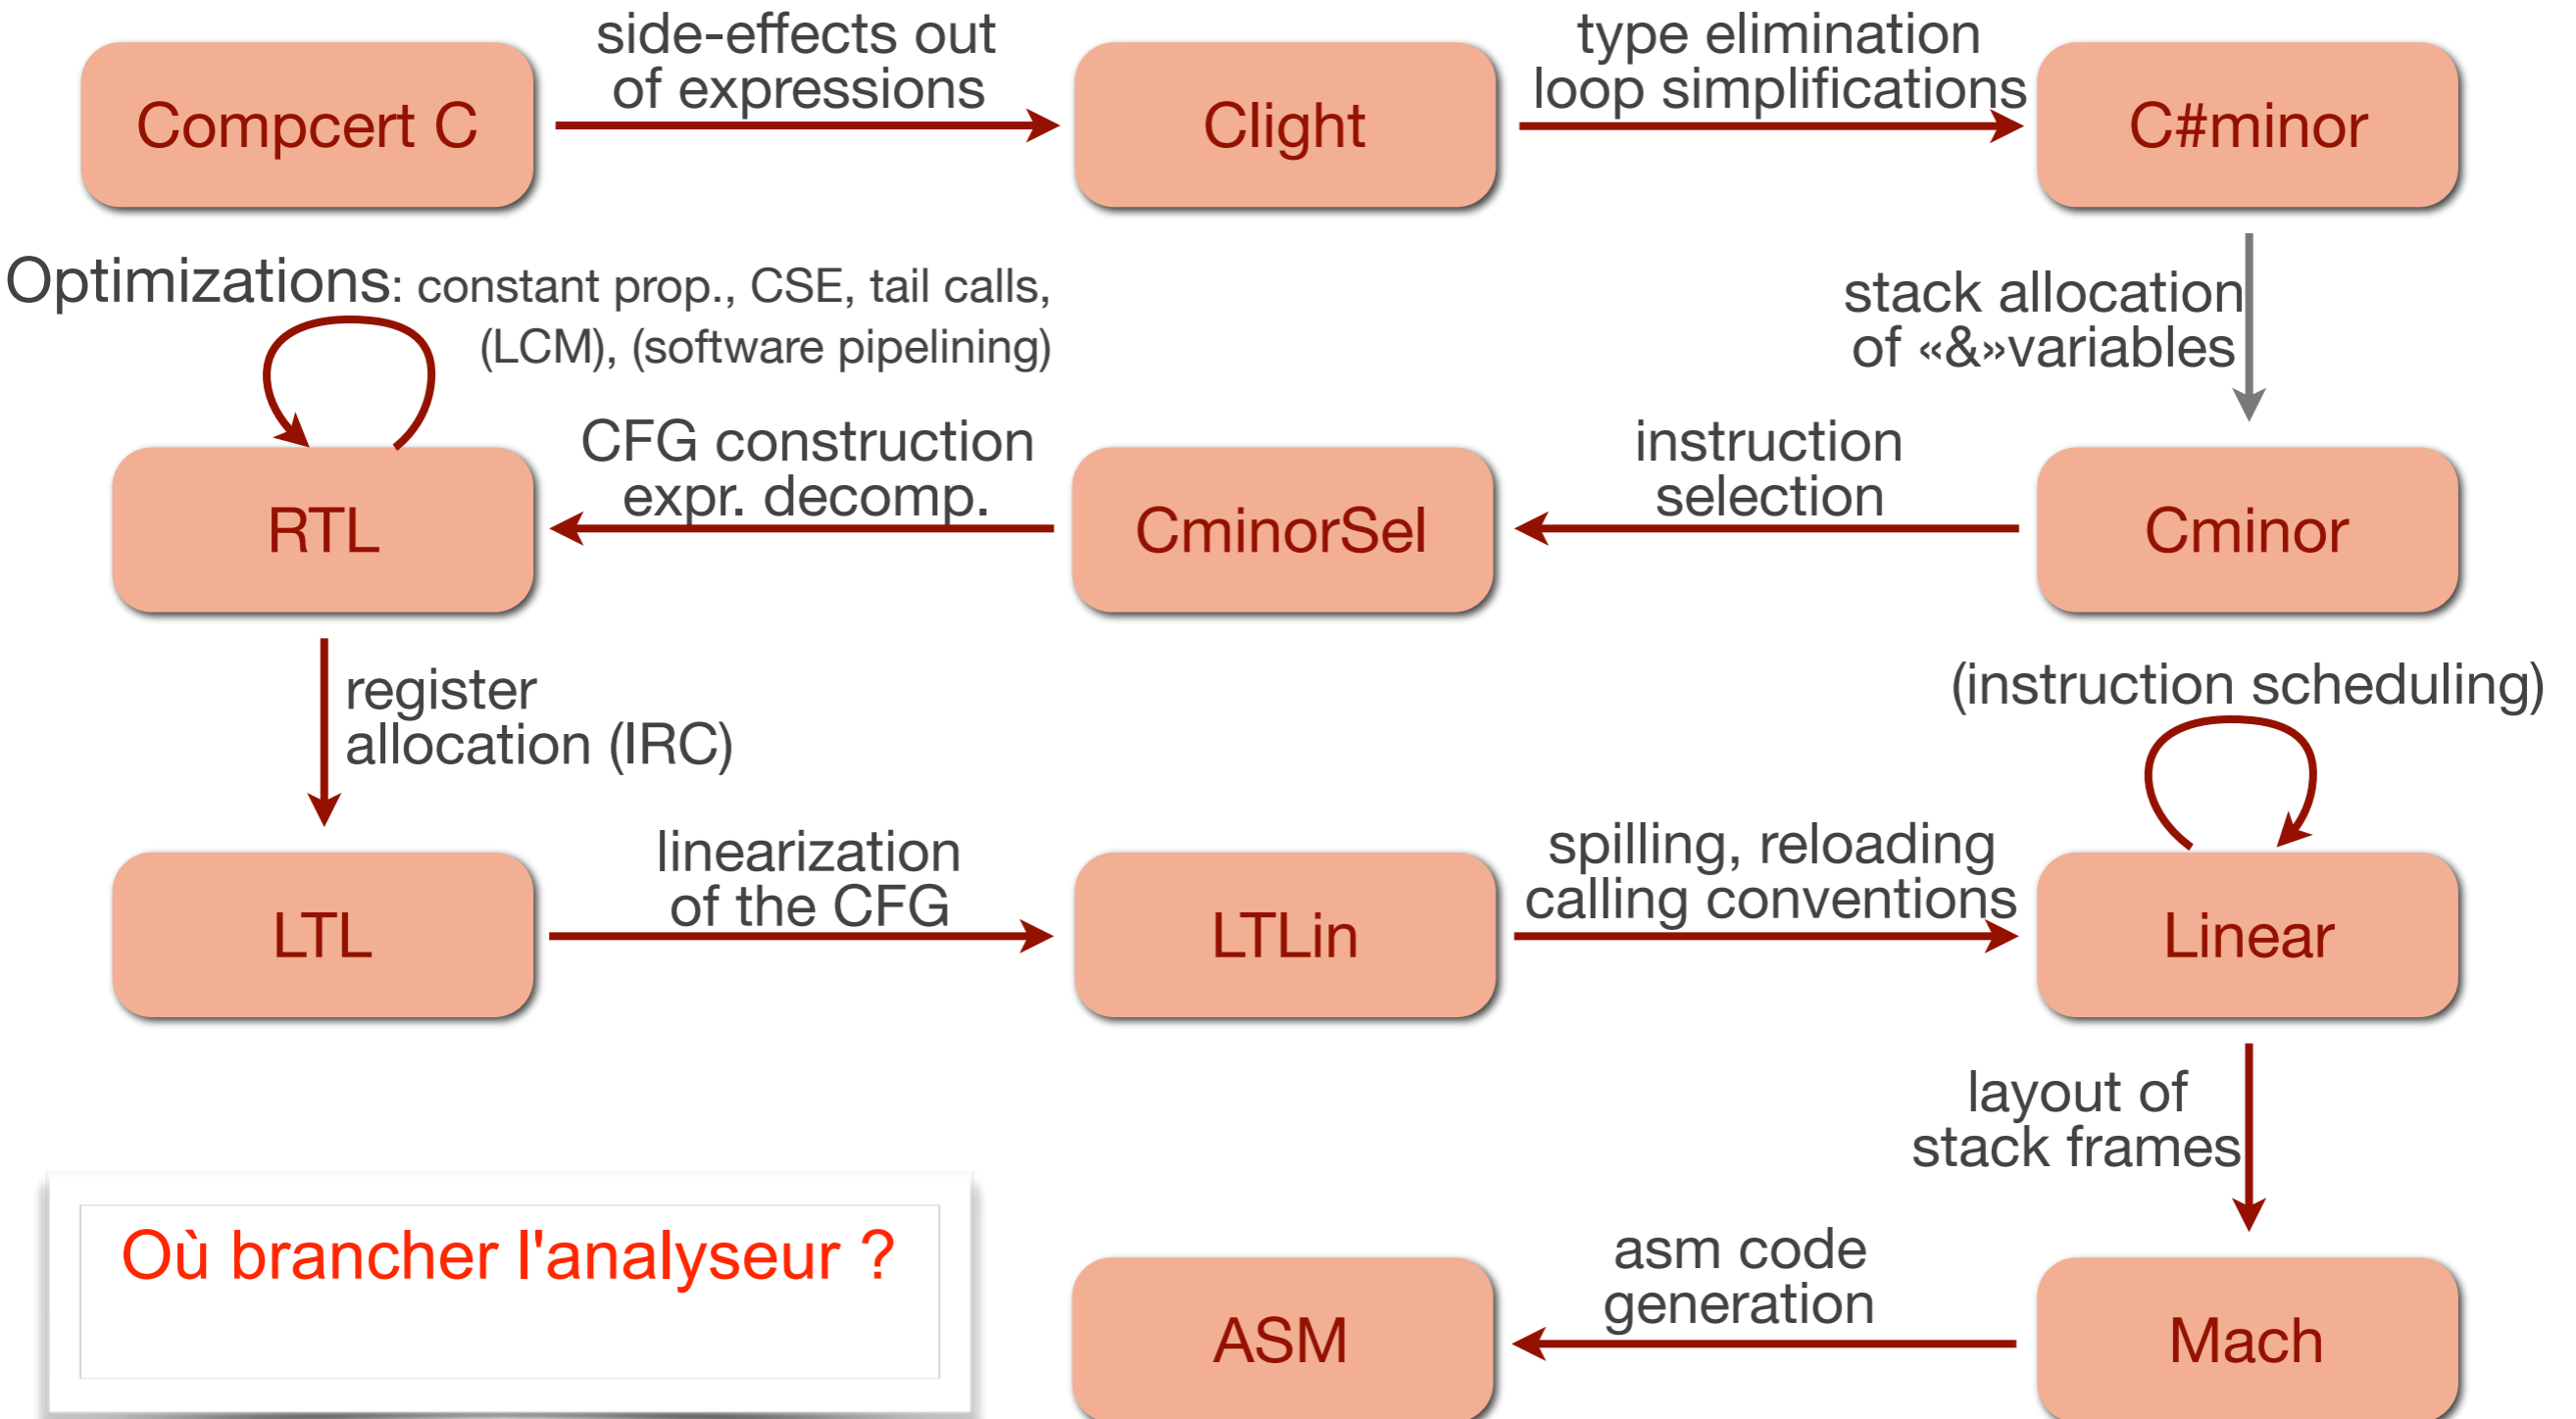 side-effects out
of expressions
type elimination
loop simplifications
Compcert C
Clight
C#minor
Optimizations: constant prop., CSE, tail calls,
(LCM), (software pipelining)
stack allocation
of «&»variables
CFG construction
expr. decomp.
instruction
selection
RTL
CminorSel
Cminor
register
allocation (IRC)
(instruction scheduling)
linearization
of the CFG
spilling, reloading
calling conventions
LTL
LTLin
Linear
layout of
stack frames
Où brancher l'analyseur ?
asm code
generation
ASM
Mach